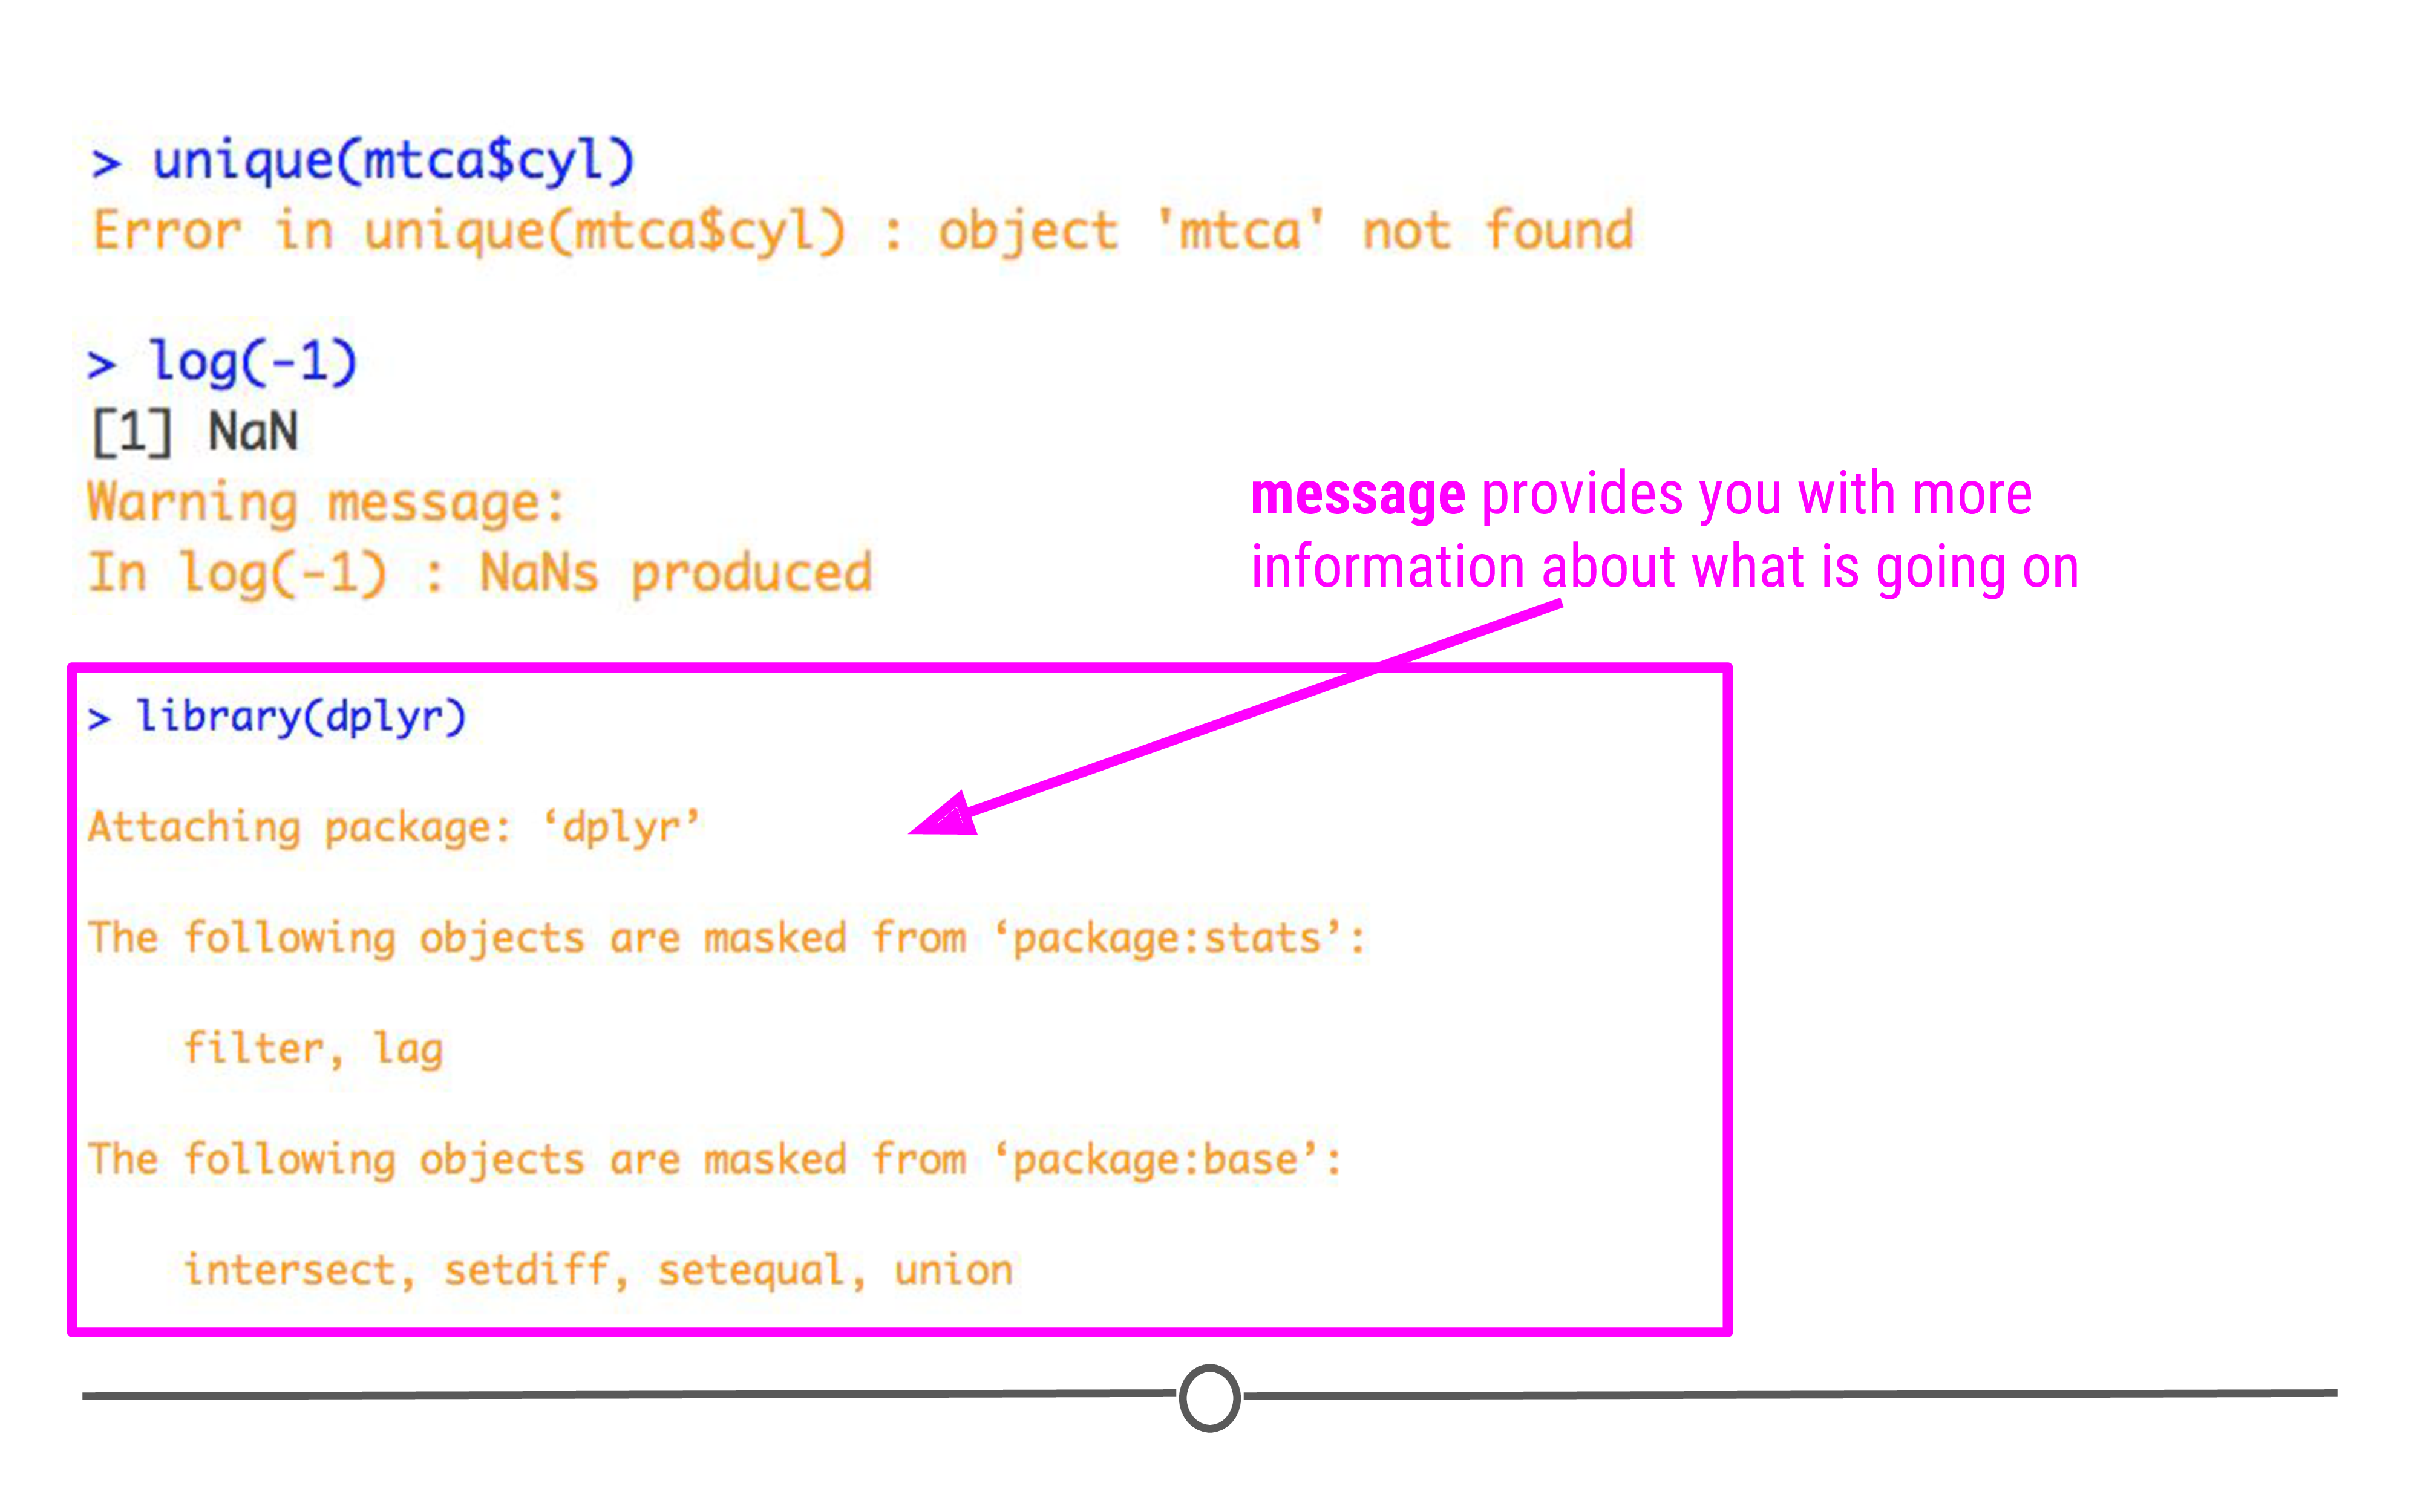 > unique(mtca$cyl)
Error in unique(mtca$cyl) : object 'mtca' not found
> log(-1)
[1] NaN
Warning message:
In log(-1) : NaNs produced
message provides you with more
information about what is going on
> library(dplyr)
Attaching package: ‘dplyr’
The following objects are masked from ‘package:stats’:
filter, lag
The following objects are masked from ‘package:base’:
intersect, setdiff, setequal, union